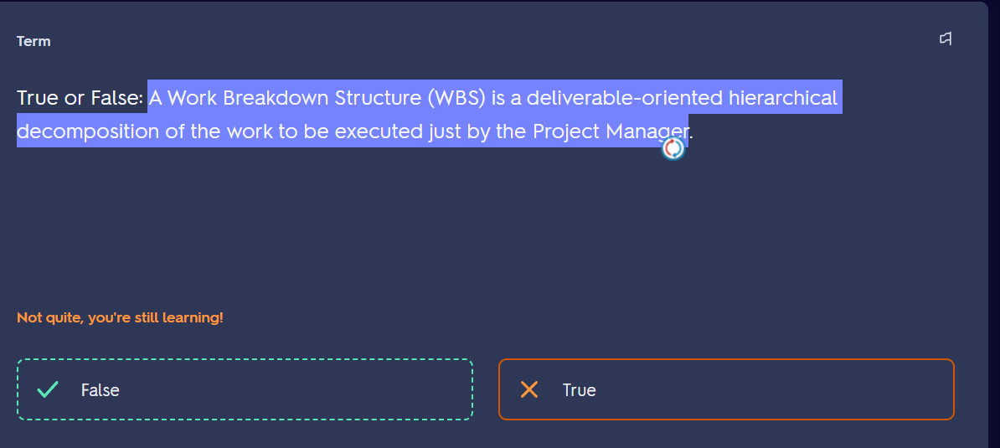 Term
True or False: A Work Breakdown Structure (WBS) is a deliverable-oriented hierarchical
decomposition of the work to be executed just by the Project Manager.
Not quite, you're still learning!
False
True